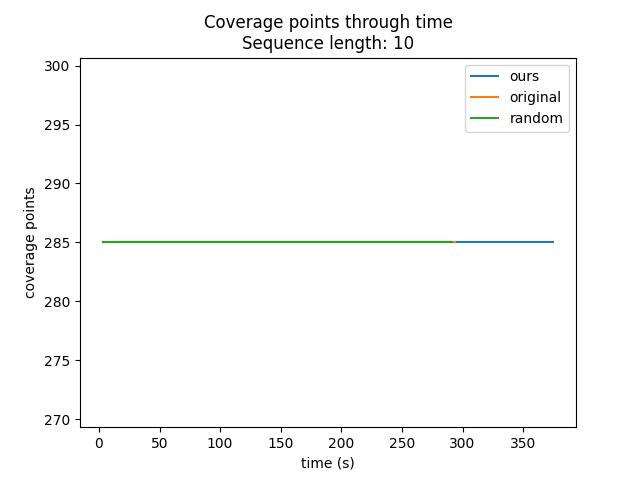 Coverage points through time
Sequence length: 10
ours
original
random
coverage points
300
295
290
285
280
275
270
0 50 100 150 200 250 300 350
time (s)